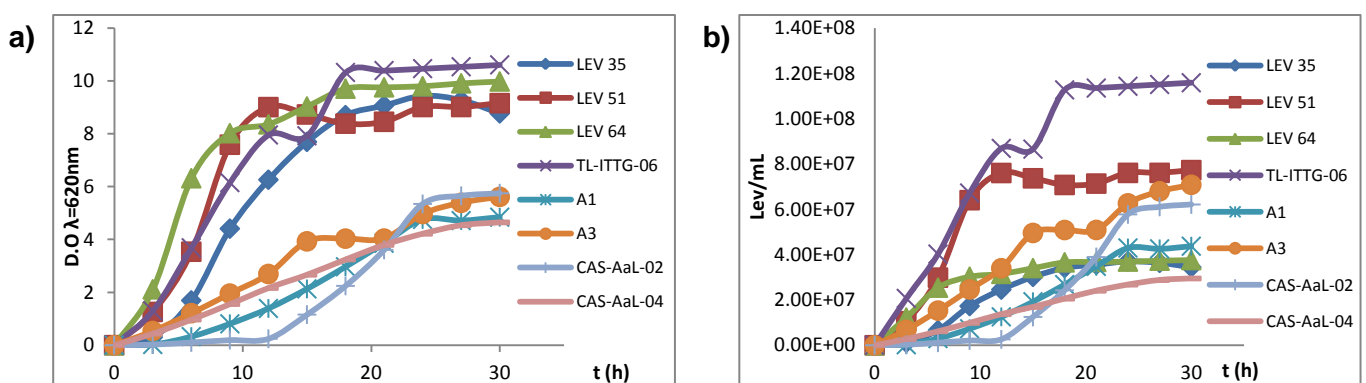 a)
D.O λ=620nm
12
10
8
6
4
2
0
0
10
20
30
t (h)
LEV 35
LEV 51
LEV 64
TL-ITTG-06
A1
A3
CAS-AaL-02
CAS-AaL-04
b)
Lev/mL
1.40E+08
1.20E+08
1.00E+08
8.00E+07
6.00E+07
4.00E+07
2.00E+07
0.00E+00
0
10
20
30
t (h)
LEV 35
LEV 51
LEV 64
TL-ITTG-06
A1
A3
CAS-AaL-02
CAS-AaL-04